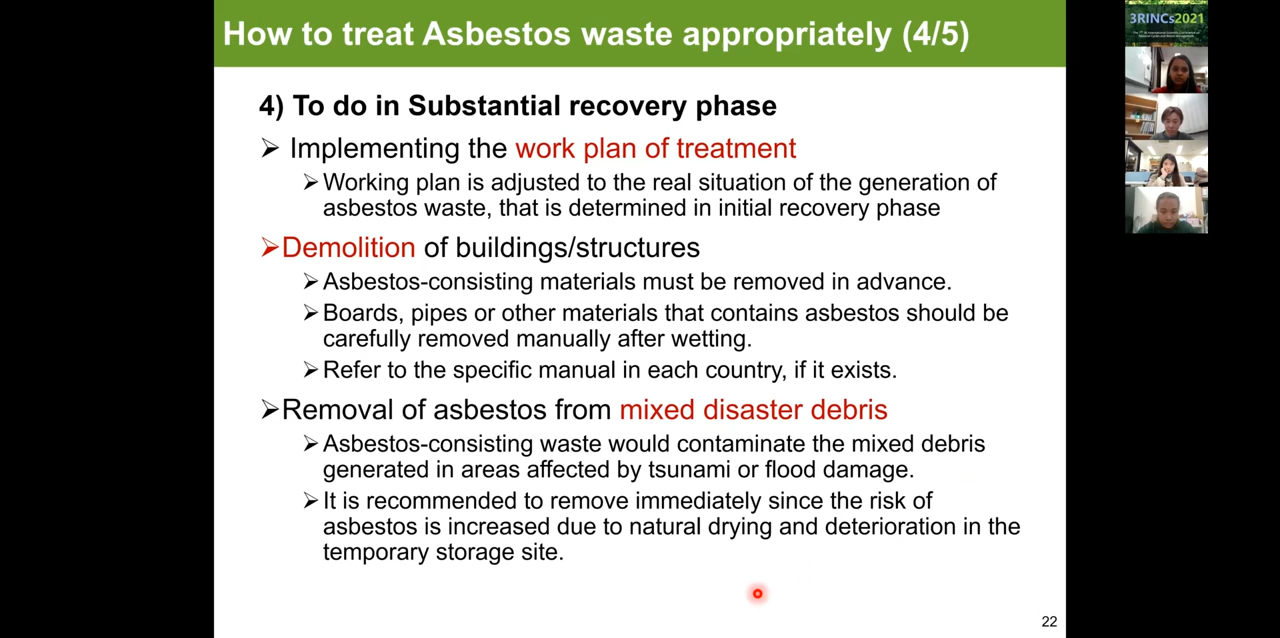 How to treat Asbestos waste appropriately (4/5)
4) To do in Substantial recovery phase
Implementing the work plan of treatment
Working plan is adjusted to the real situation of the generation of
asbestos waste, that is determined in initial recovery phase
Demolition of buildings/structures
Asbestos-consisting materials must be removed in advance.
Boards, pipes or other materials that contains asbestos should be
carefully removed manually after wetting.
Refer to the specific manual in each country, if it exists.
Removal of asbestos from mixed disaster debris
Asbestos-consisting waste would contaminate the mixed debris
generated in areas affected by tsunami or flood damage.
It is recommended to remove immediately since the risk of
asbestos is increased due to natural drying and deterioration in the
temporary storage site.
22
3RINCs2021